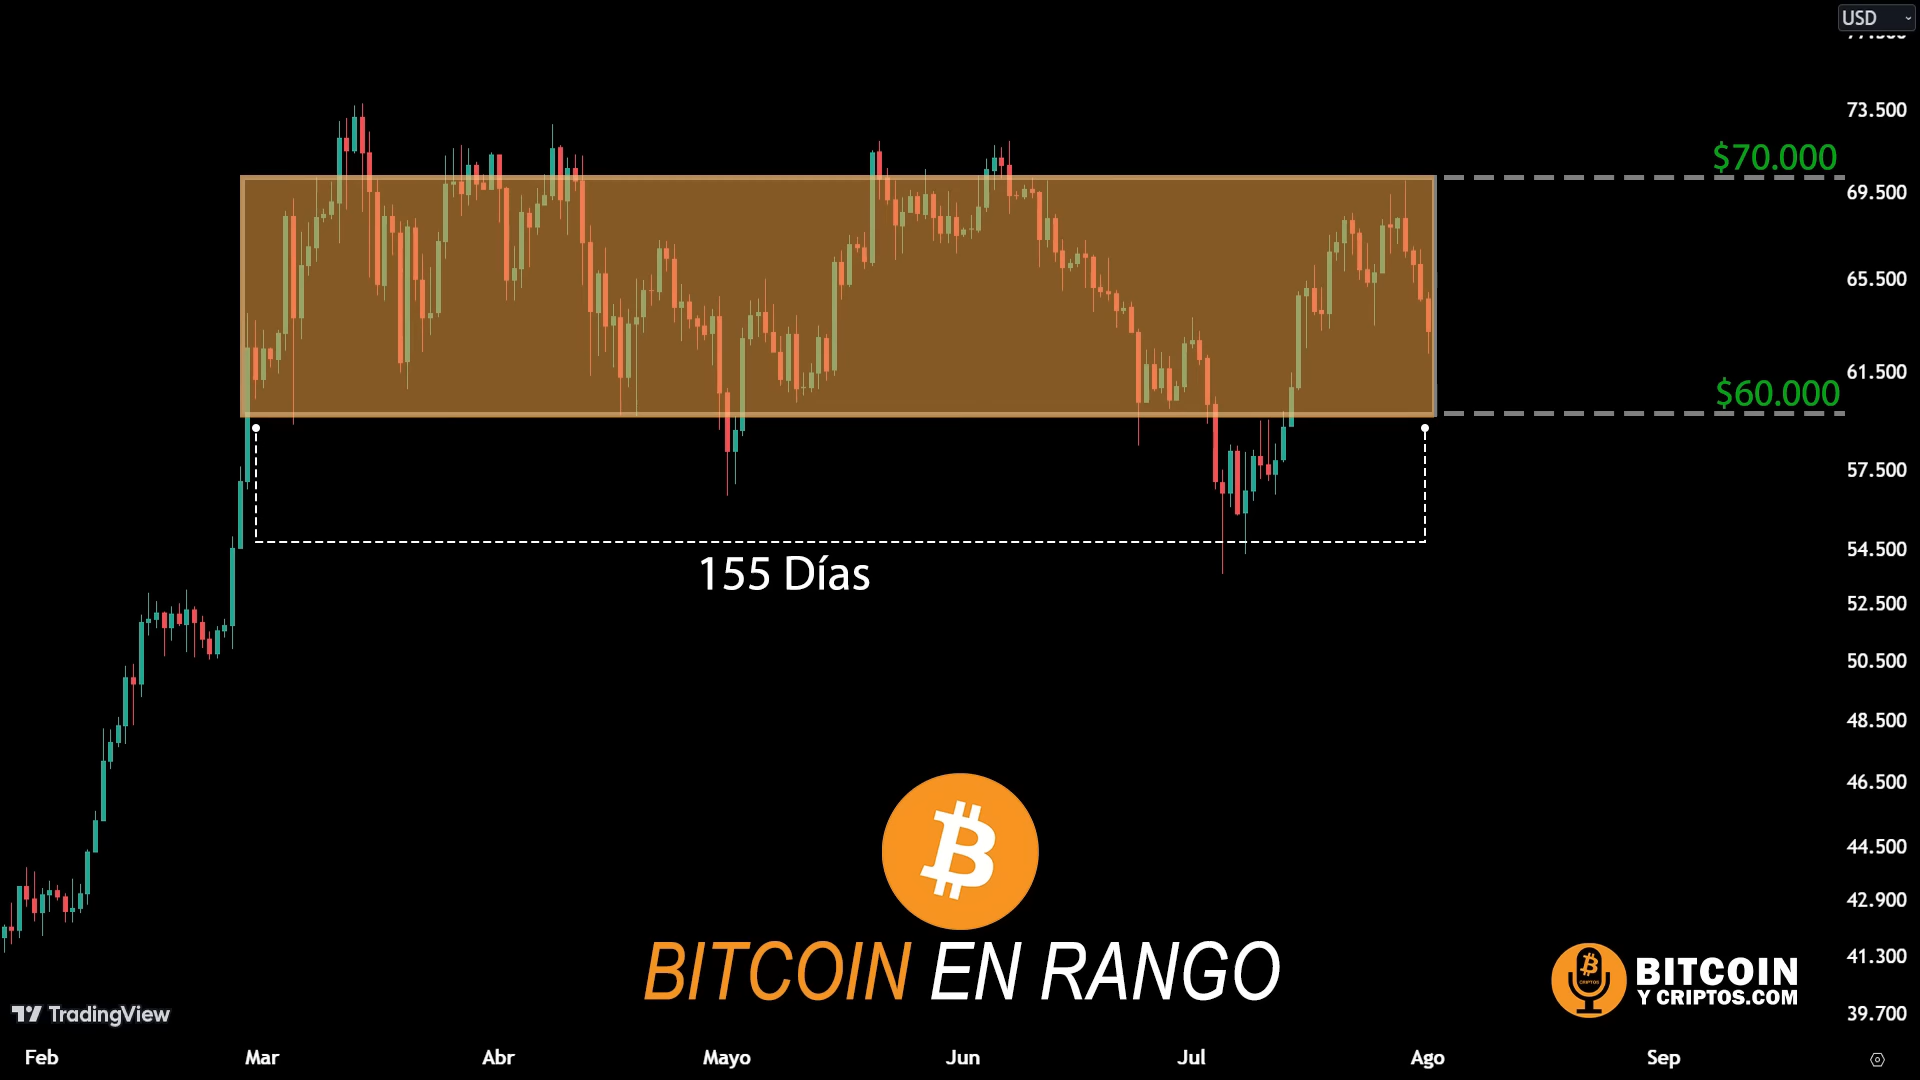 USD
73.500
$70.000
69.500
65.500
61.500
$60.000
57.500
54.500
155 Días
52.500
50.500
48.500
46.500
44.500
42.900
BITCOIN EN RANGO
BITCOIN
Y CRIPTOS.COM
41.300
TradingView
39.700
Feb Mar Abr Mayo Jun Jul Ago Sep